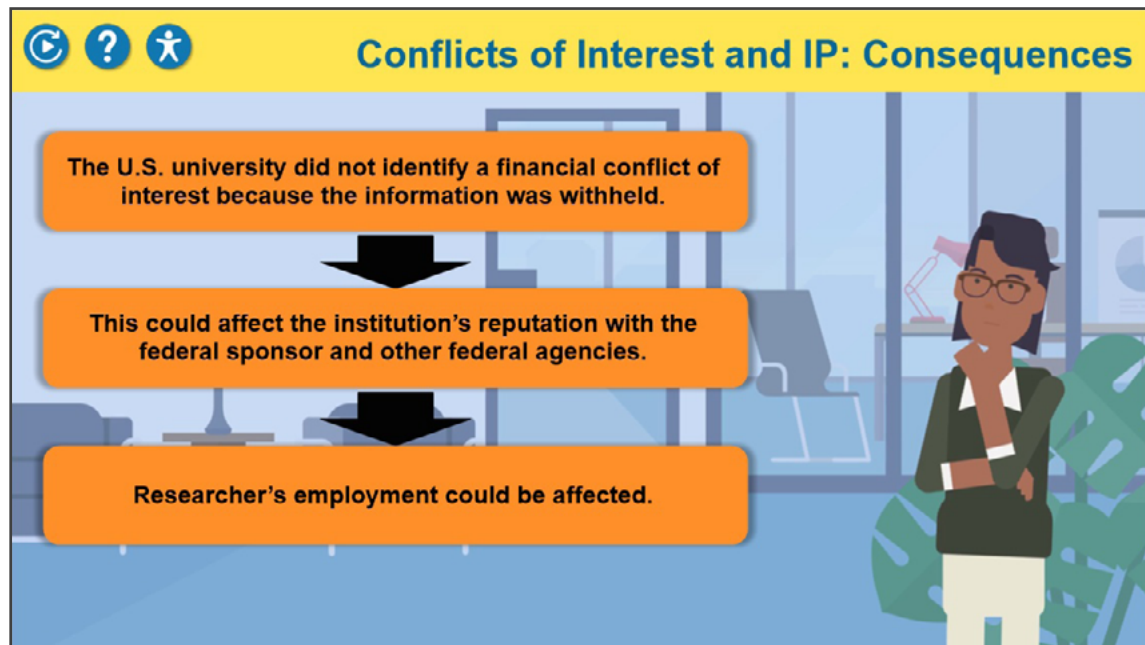 Conflicts of Interest and IP: Consequences
The U.S. university did not identify a financial conflict of
interest because the information was withheld.
This could affect the institution’s reputation with the
federal sponsor and other federal agencies.
Researcher’s employment could be affected.